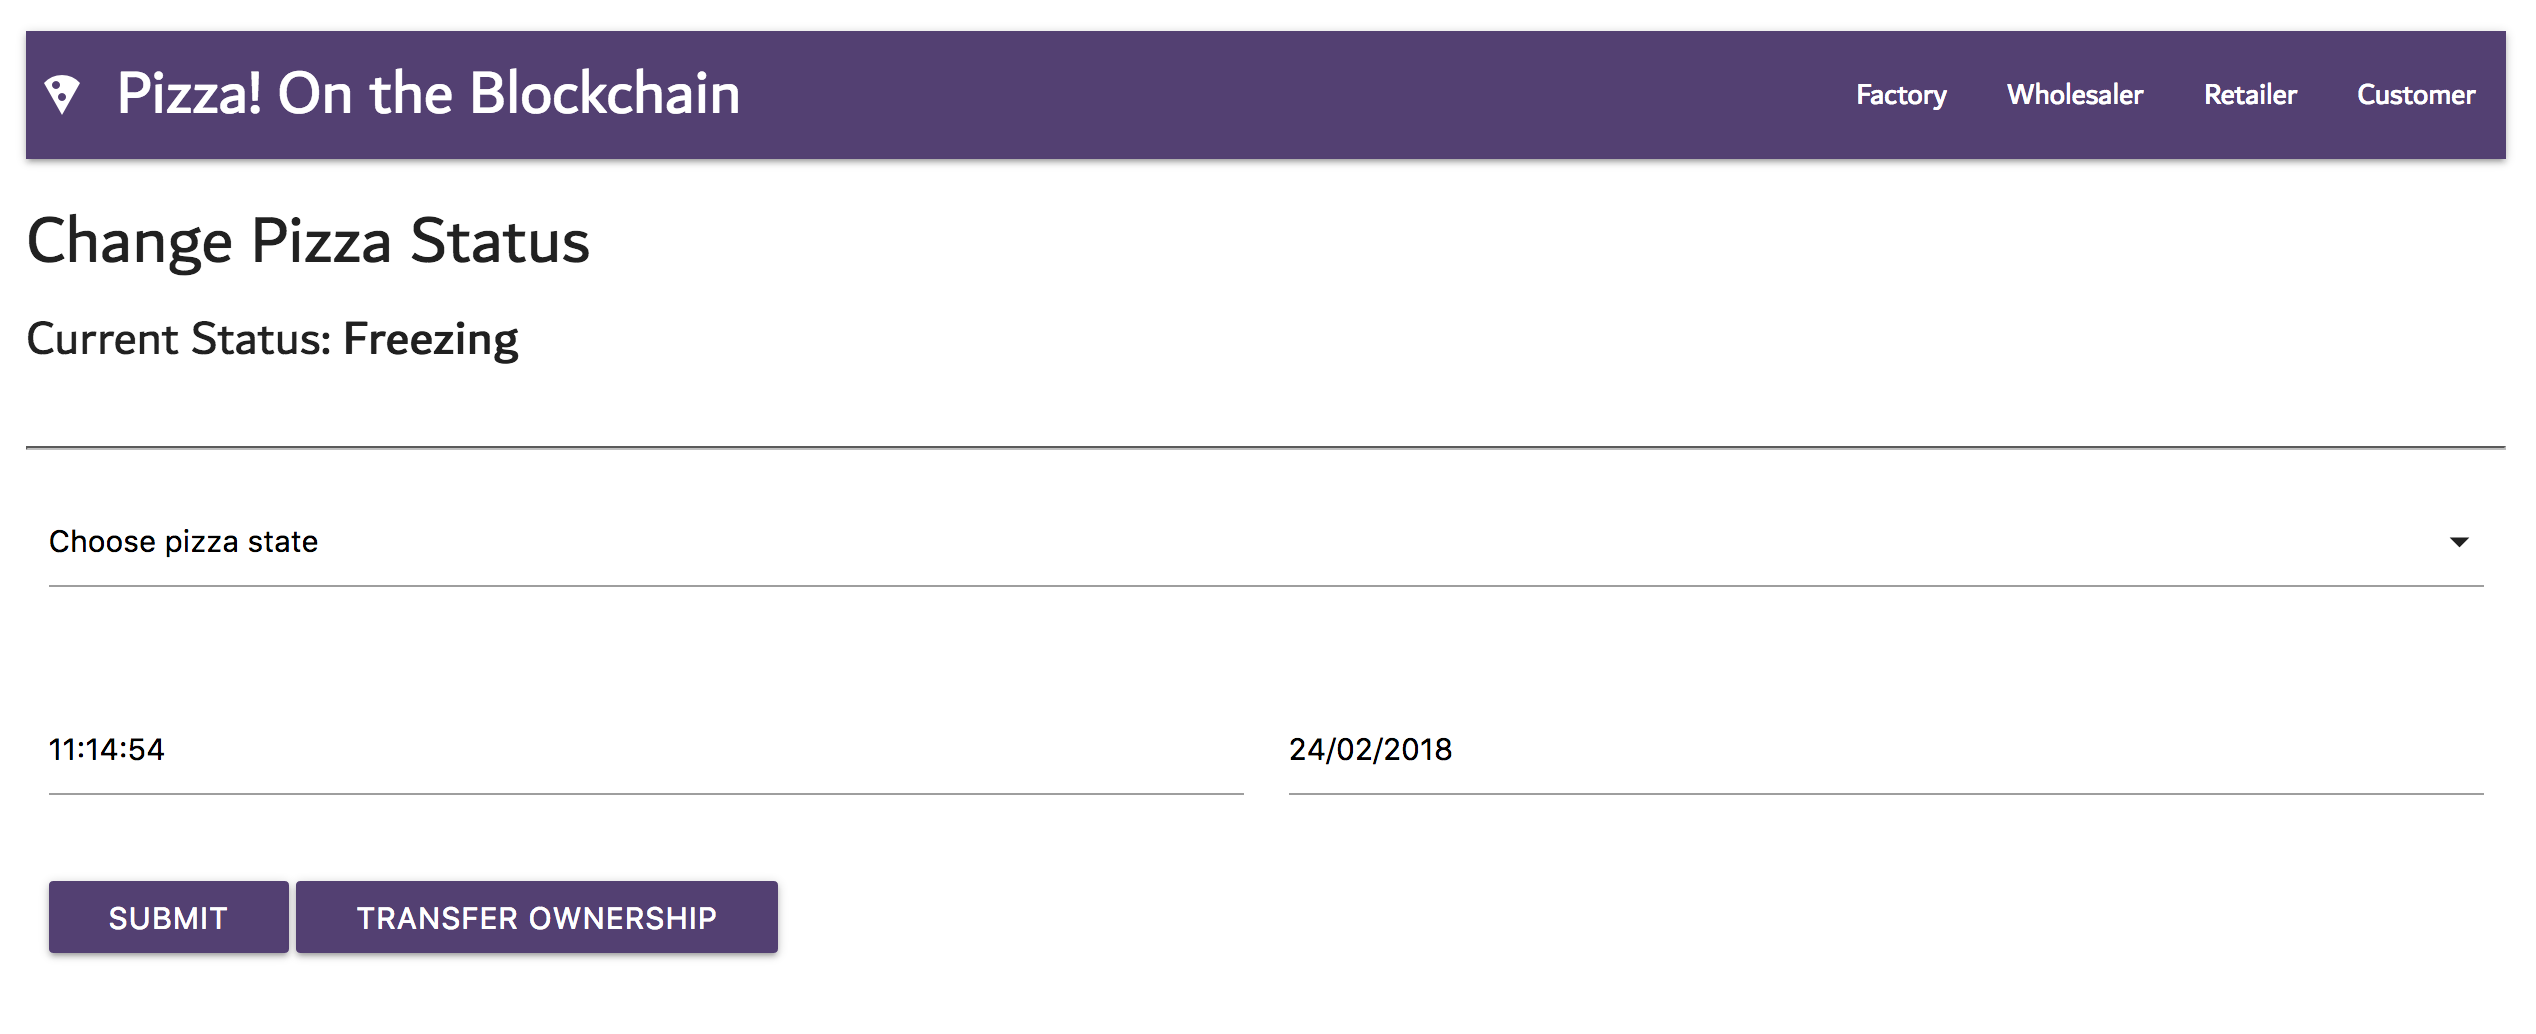 Pizza! On the Blockchain
Factory Wholesaler Retailer Customer
Change Pizza Status
Current Status: Freezing
Choose pizza state
11:14:54
24/02/2018
SUBMIT
TRANSFER OWNERSHIP